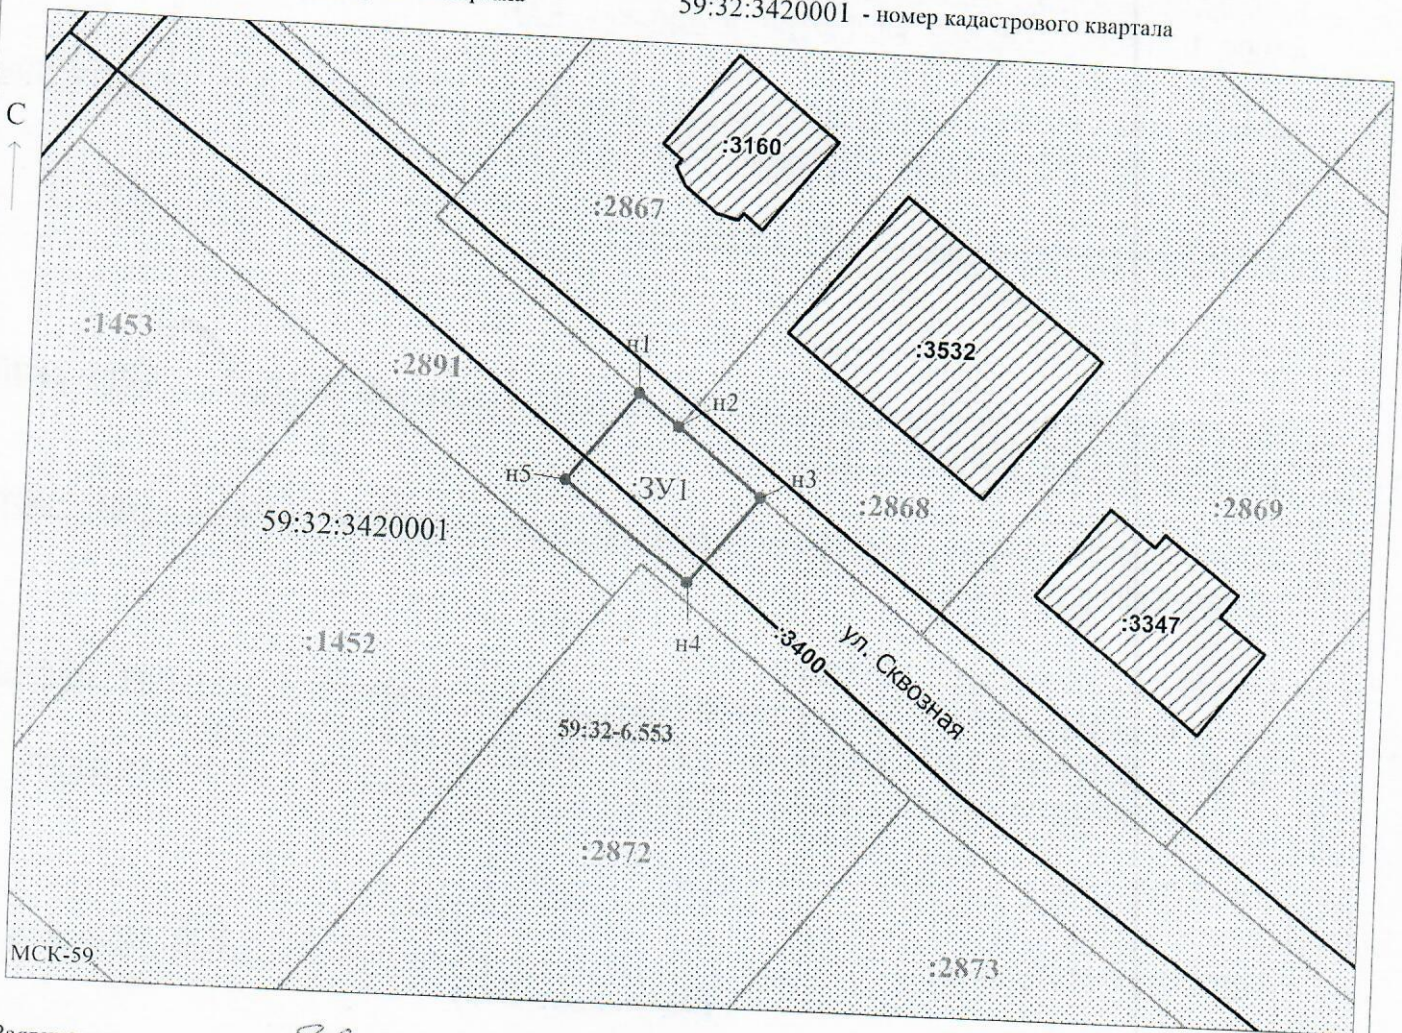 59:32:3420001 - номер кадастрового квартала
С
:3160
:2867
:1453
:3532
н1
:2891
н2
н5
:ЗУ1
н3
:2868
:2869
59:32:3420001
:3347
:1452
н4
:3400
ул. Сквозная
59:32-6.553
:2872
МСК-59
:2873